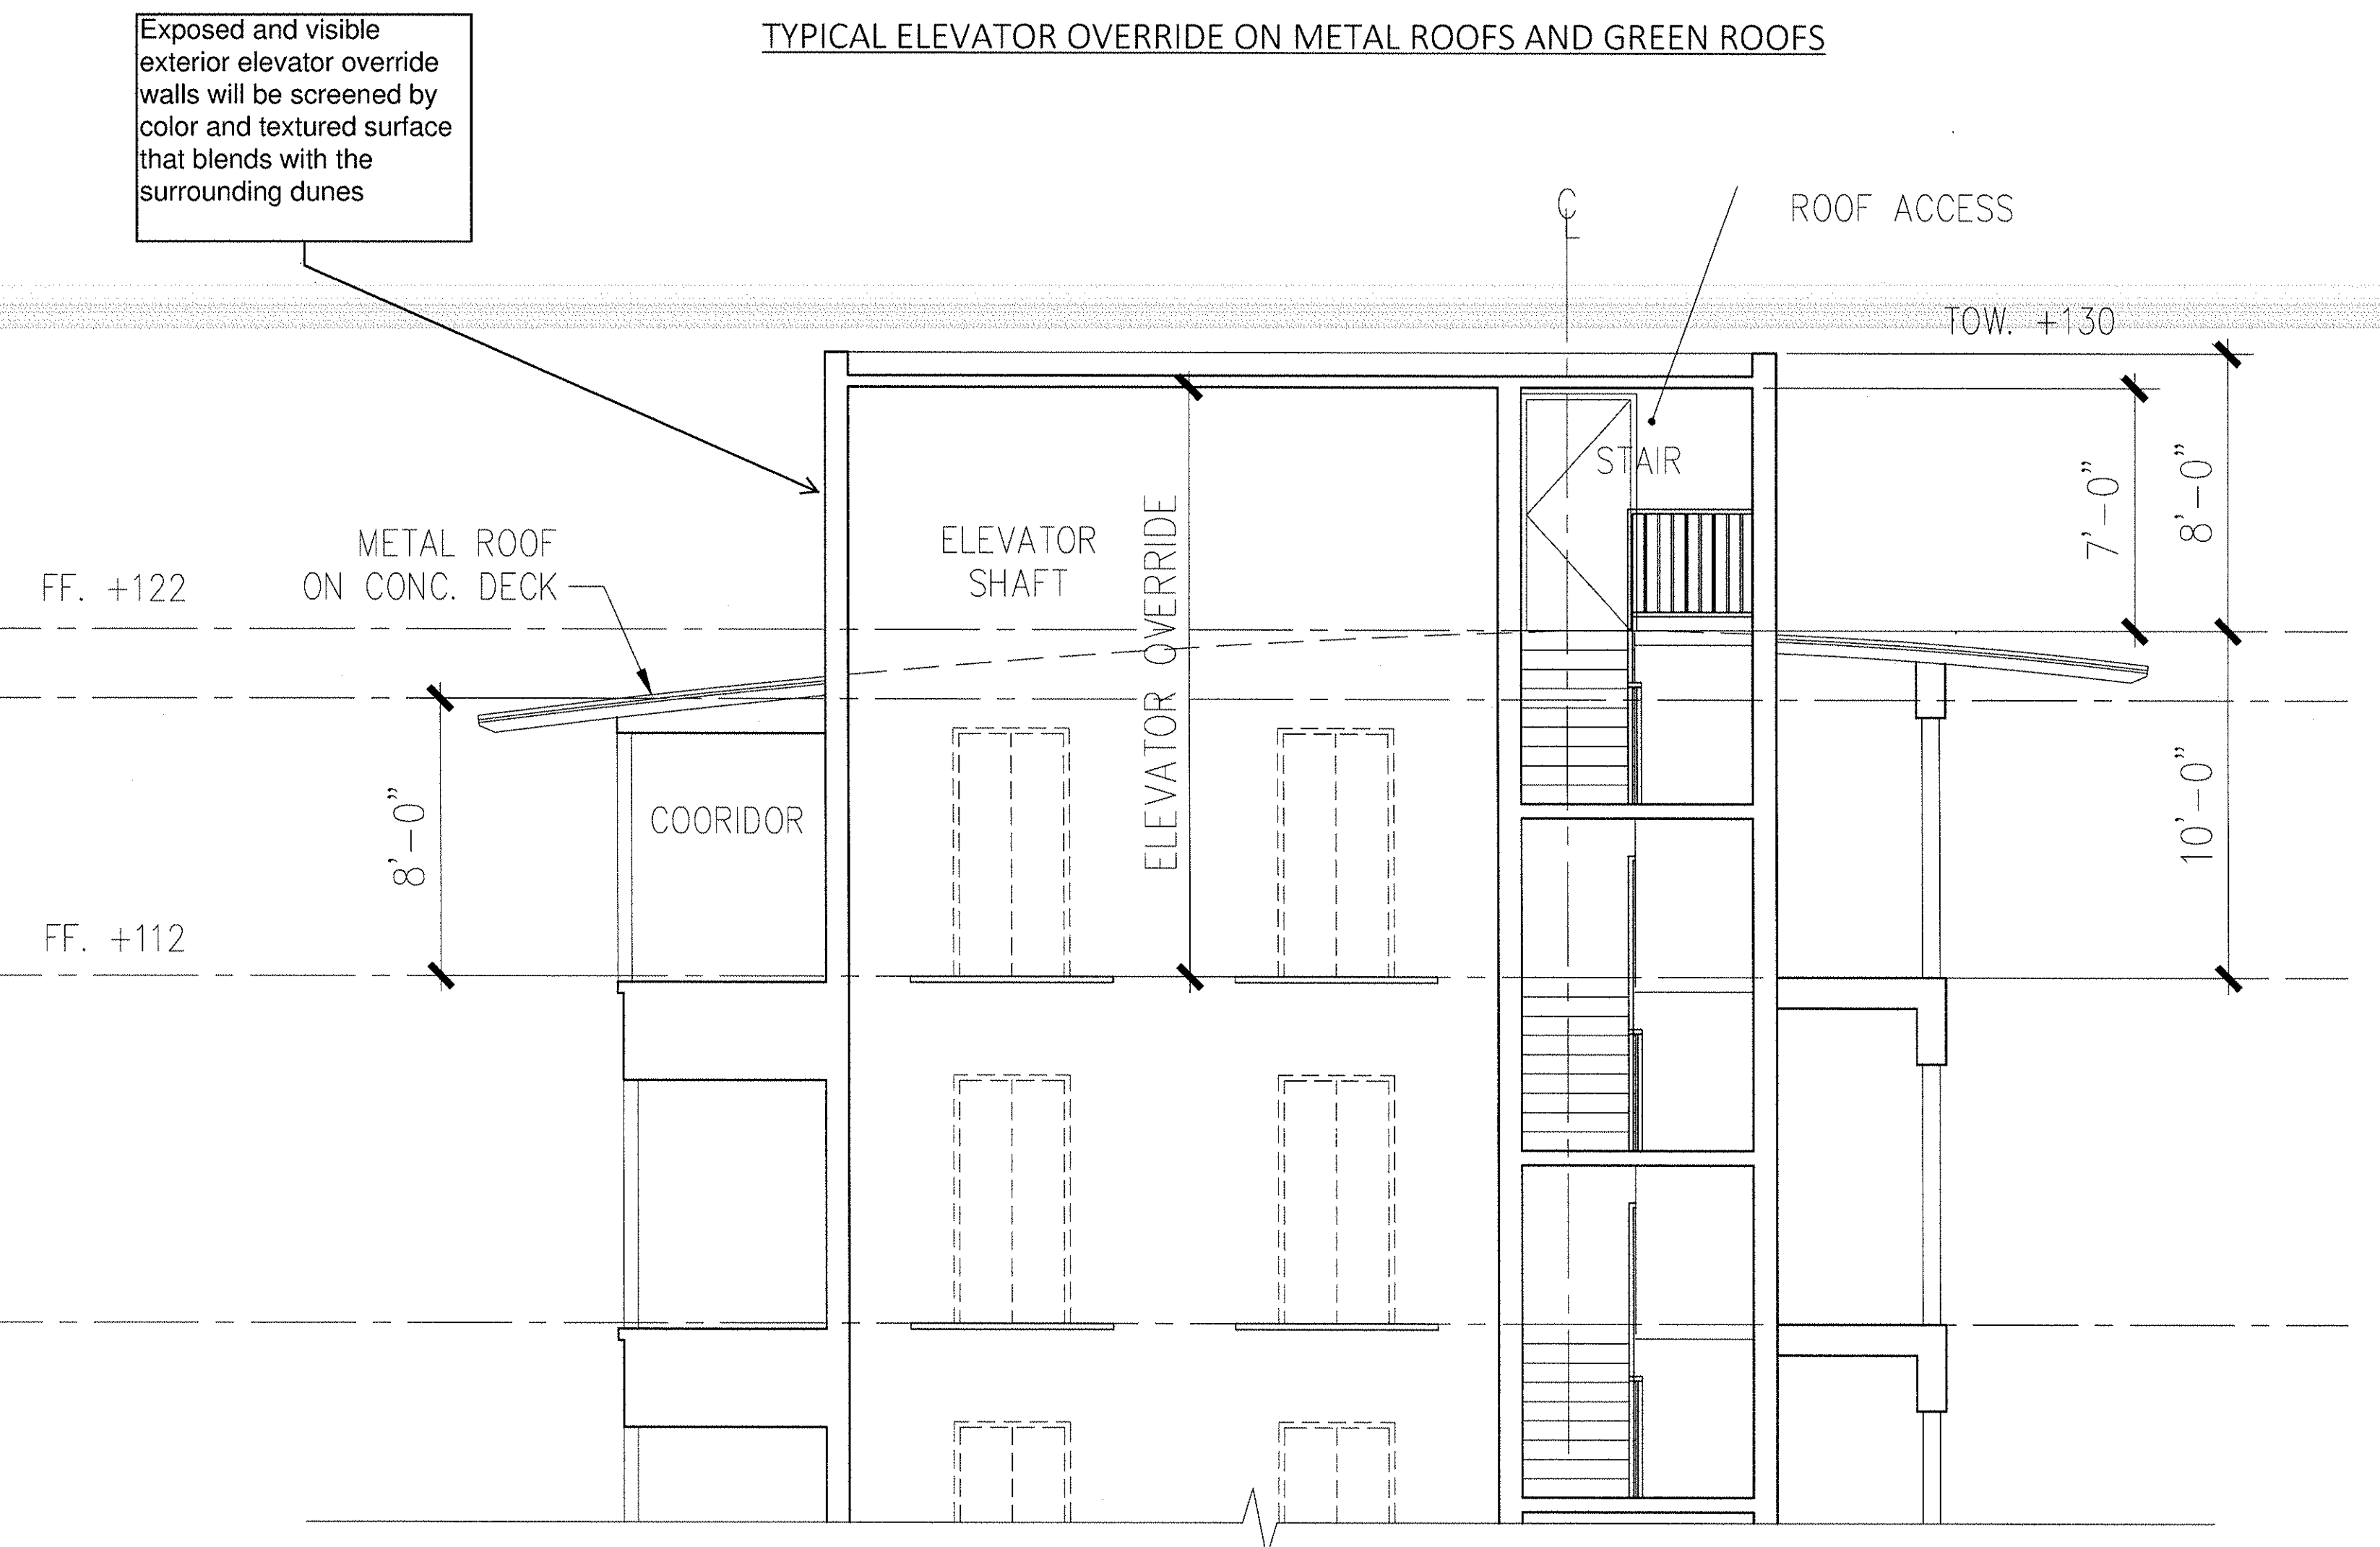 TYPICAL ELEVATOR OVERRIDE ON METAL ROOFS AND GREEN ROOFS
Exposed and visible
exterior elevator override
walls will be screened by
color and textured surface
that blends with the
surrounding dunes
CL
ROOF ACCESS
TOW. +130
STAIR
7'-0"
8'-0"
METAL ROOF
ON CONC. DECK
ELEVATOR
SHAFT
ELEVATOR OVERRIDE
FF. +122
8'-0"
COORIDOR
10'-0"
FF. +112